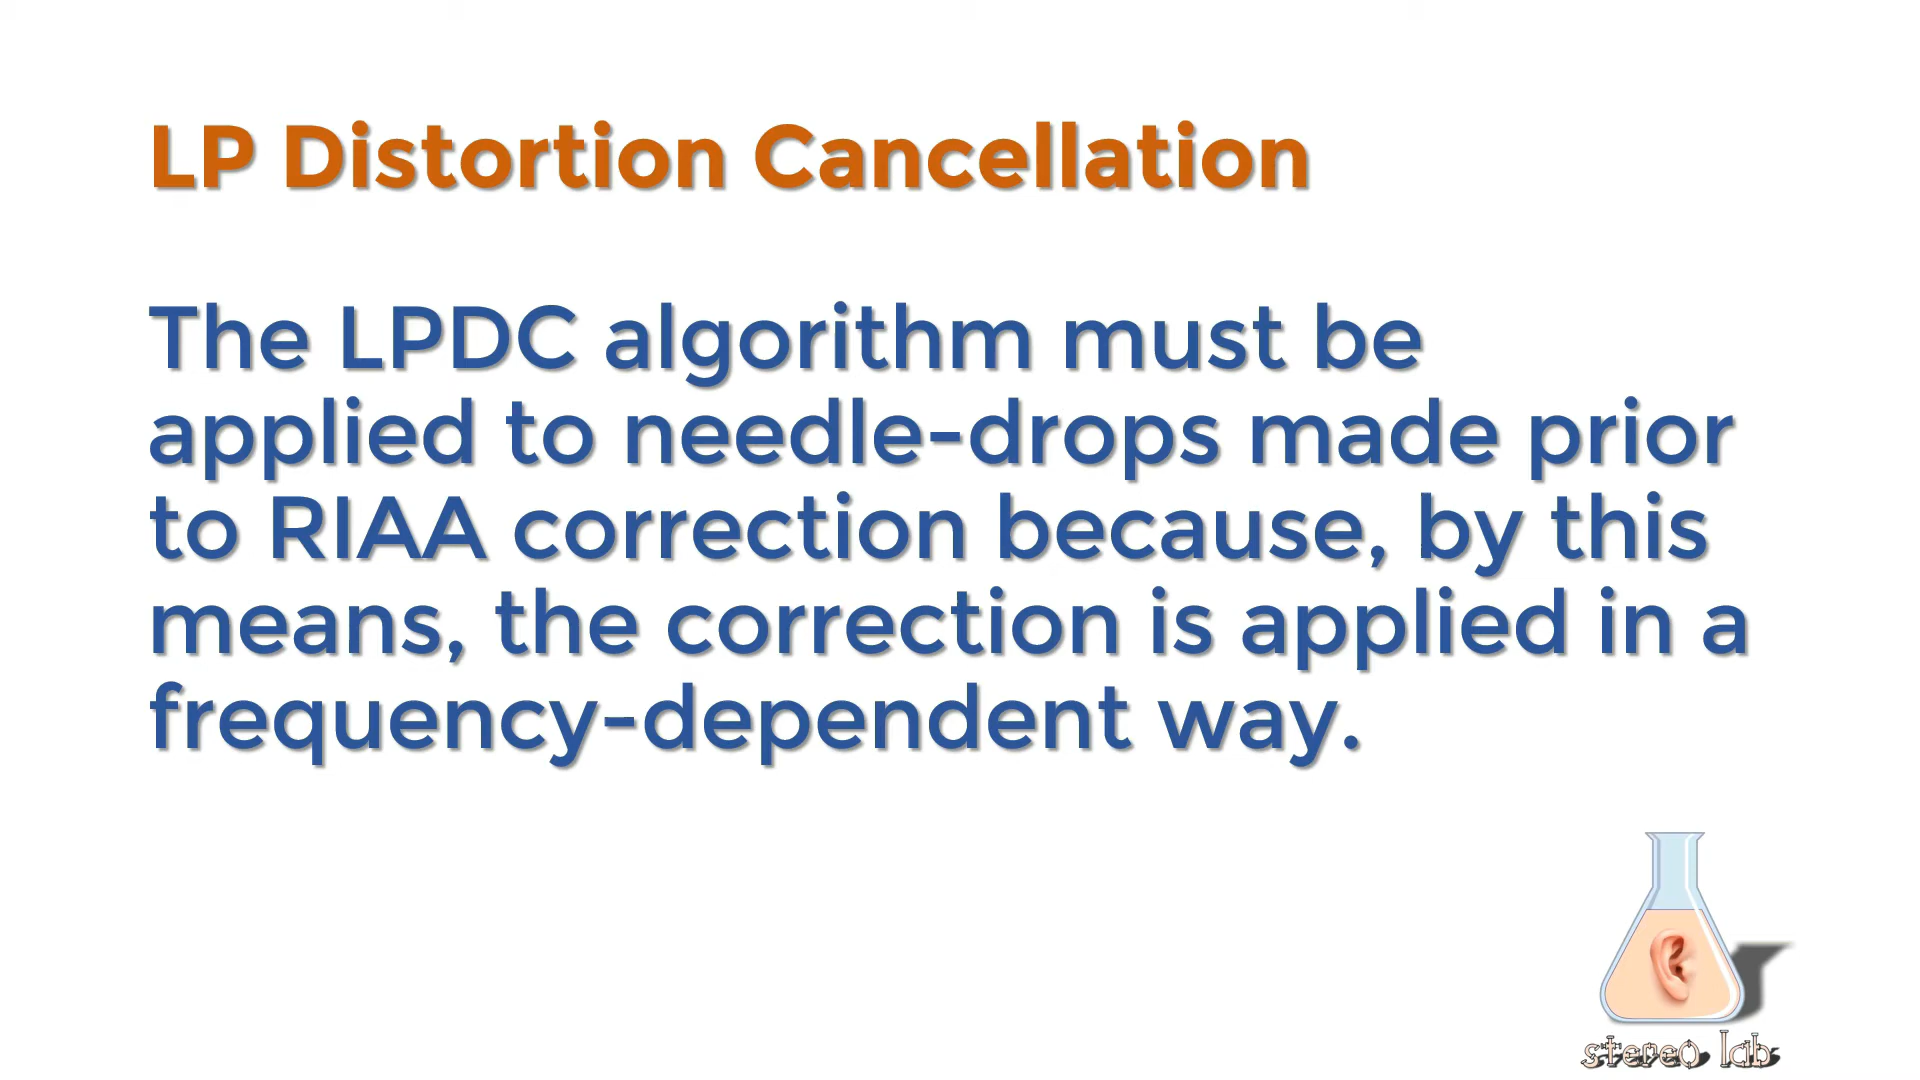 LP Distortion Cancellation
The LPDC algorithm must be
applied to needle-drops made prior
to RIAA correction because, by this
means, the correction is applied in a
frequency-dependent way.
stereo lab